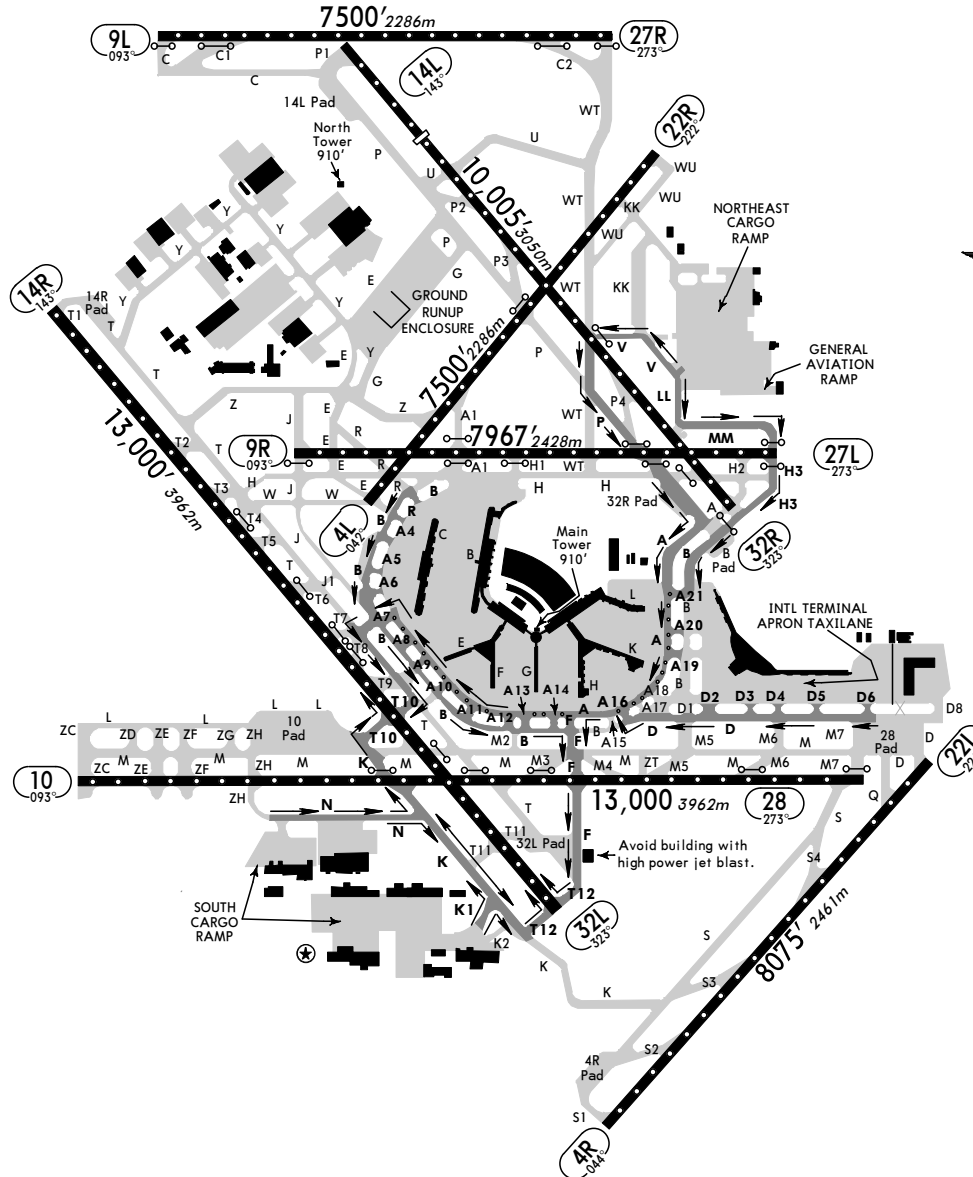 7500' 2286m
9L
093°
27R
273°
C
C1
P1
C2
C
14L
143°
14L Pad
WT
22R
222°
North
Tower
910'
P
U
U
10,005' 3050m
WU
WT
KK
WU
NORTHEAST
CARGO
RAMP
Y
Y
P2
WU
Y
P
P3
E
G
WT
KK
14R
143°
14R
Pad
Y
Y
GROUND
RUNUP
ENCLOSURE
T1
T
E
Y
P
V
V
GENERAL
AVIATION
RAMP
7500' 2286m
G
T
LL
Z
J
E
Z
A1
WT
P
P4
13,000' 3962m
R
T2
9R
093°
E
7967' 2428m
MM
27L
273°
T
E
A1
H1
WT
H2
H3
T3
H
W
J
W
E
R
B
H
H
32R Pad
H3
T4
4L
042°
B
R
A4
C
A
T5
J
Main
Tower
910'
A
B
B
Pad
32R
323°
A5
B
T
J1
B
A6
L
A21
B
INTL TERMINAL
APRON TAXILANE
T6
A7
T7
A20
B
A8
E
A
K
T8
A9
F
G
A19
T9
A10
A13
A14
H
A18
B
A16
D2
D3
D4
D5
D6
T10
A11
A12
F
A
A17
D1
D8
L
L
L
L
10
Pad
B
ZC
ZD
ZE
ZF
ZG
ZH
T10
T
M2
B
F
B
A15
D
M5
D
M6
M
M7
28
Pad
D
22L
M
M
M
M
ZC
ZE
ZF
ZH
M
K
M
M
M3
F
M4
M
ZT
M5
M
M6
M
M7
D
10
093°
13,000 3962m
28
273°
Q
ZH
N
N
T11
S
K
T11
32L Pad
F
Avoid building with
high power jet blast.
S4
SOUTH
CARGO
RAMP
K1
T12
T12
32L
323°
8075' 2461m
K2
S
K
S3
K
S2
4R
Pad
S1
4R
044°